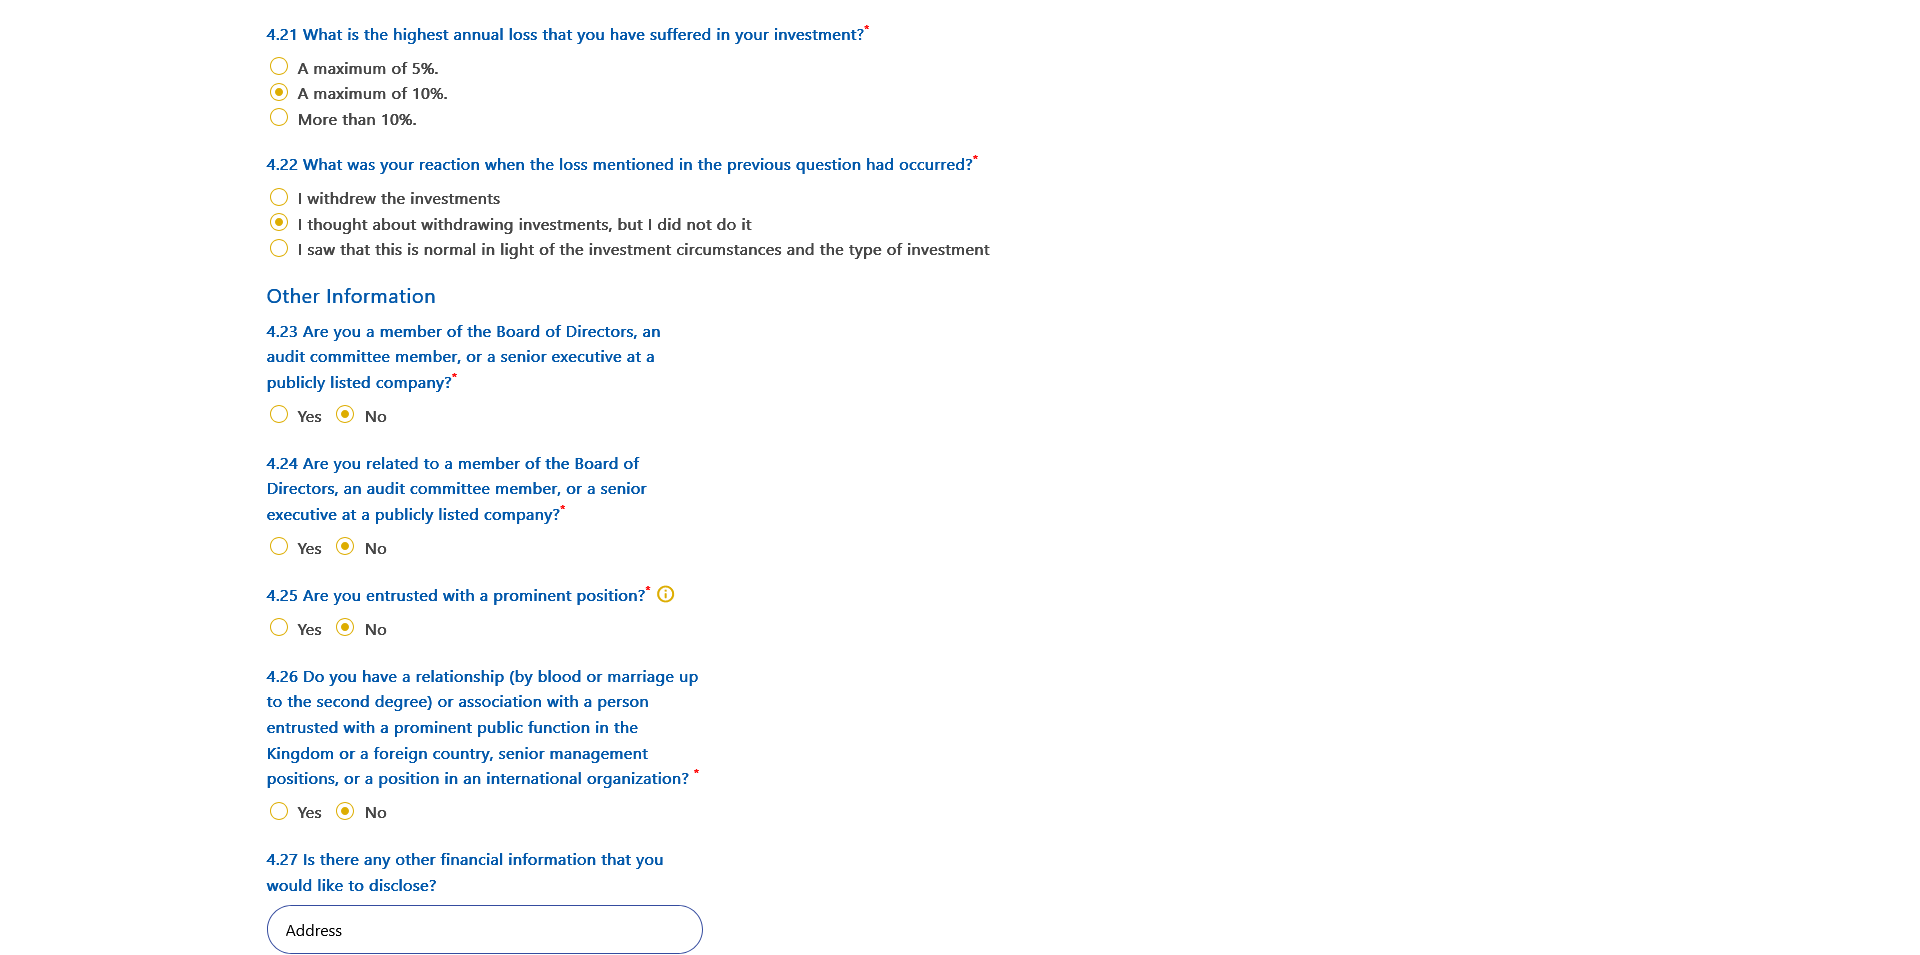 4.21 What is the highest annual loss that you have suffered in your investment?*
A maximum of 5%.
A maximum of 10%.
More than 10%.
4.22 What was your reaction when the loss mentioned in the previous question had occurred?*
I withdrew the investments
I thought about withdrawing investments, but I did not do it
I saw that this is normal in light of the investment circumstances and the type of investment
Other Information
4.23 Are you a member of the Board of Directors, an
audit committee member, or a senior executive at a
publicly listed company?*
Yes No
4.24 Are you related to a member of the Board of
Directors, an audit committee member, or a senior
executive at a publicly listed company?*
Yes No
4.25 Are you entrusted with a prominent position?*
Yes No
4.26 Do you have a relationship (by blood or marriage up
to the second degree) or association with a person
entrusted with a prominent public function in the
Kingdom or a foreign country, senior management
positions, or a position in an international organization? *
Yes No
4.27 Is there any other financial information that you
would like to disclose?
Address